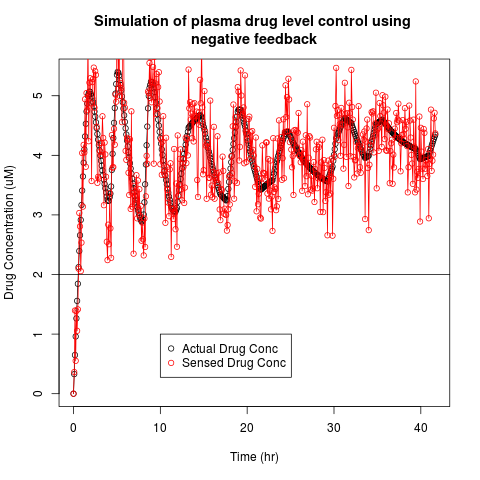 Simulation of plasma drug level control using
negative feedback
Drug Concentration (uM)
5
4
3
2
1
0
Actual Drug Conc
Sensed Drug Conc
0 10 20 30 40
Time (hr)